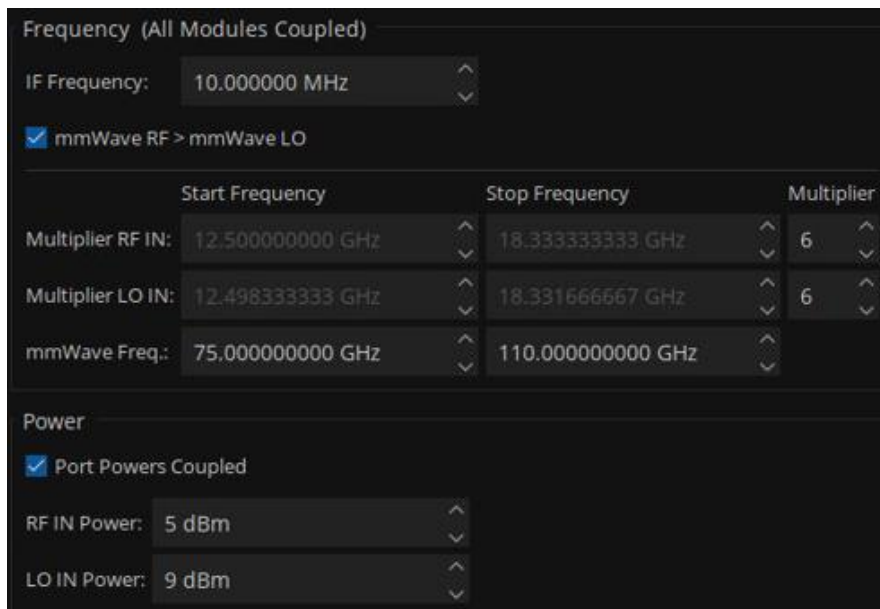 Frequency (All Modules Coupled)
IF Frequency: 10.000000 MHz
mmWave RF > mmWave LO
Start Frequency Stop Frequency Multiplier
Multiplier RF IN: 12.500000000 GHz 18.333333333 GHz 6
Multiplier LO IN: 12.498333333 GHz 18.331666667 GHz 6
mmWave Freq.: 75.000000000 GHz 110.000000000 GHz
Power
Port Powers Coupled
RF IN Power: 5 dBm
LO IN Power: 9 dBm